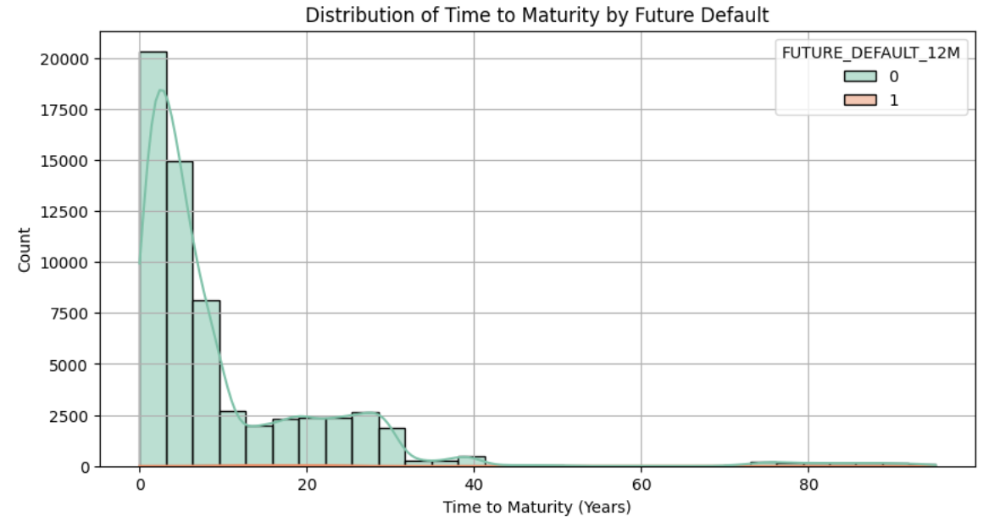 Distribution of Time to Maturity by Future Default
FUTURE_DEFAULT_12M
0
1
20000
17500
15000
12500
10000
7500
5000
2500
0
Count
0 20 40 60 80
Time to Maturity (Years)